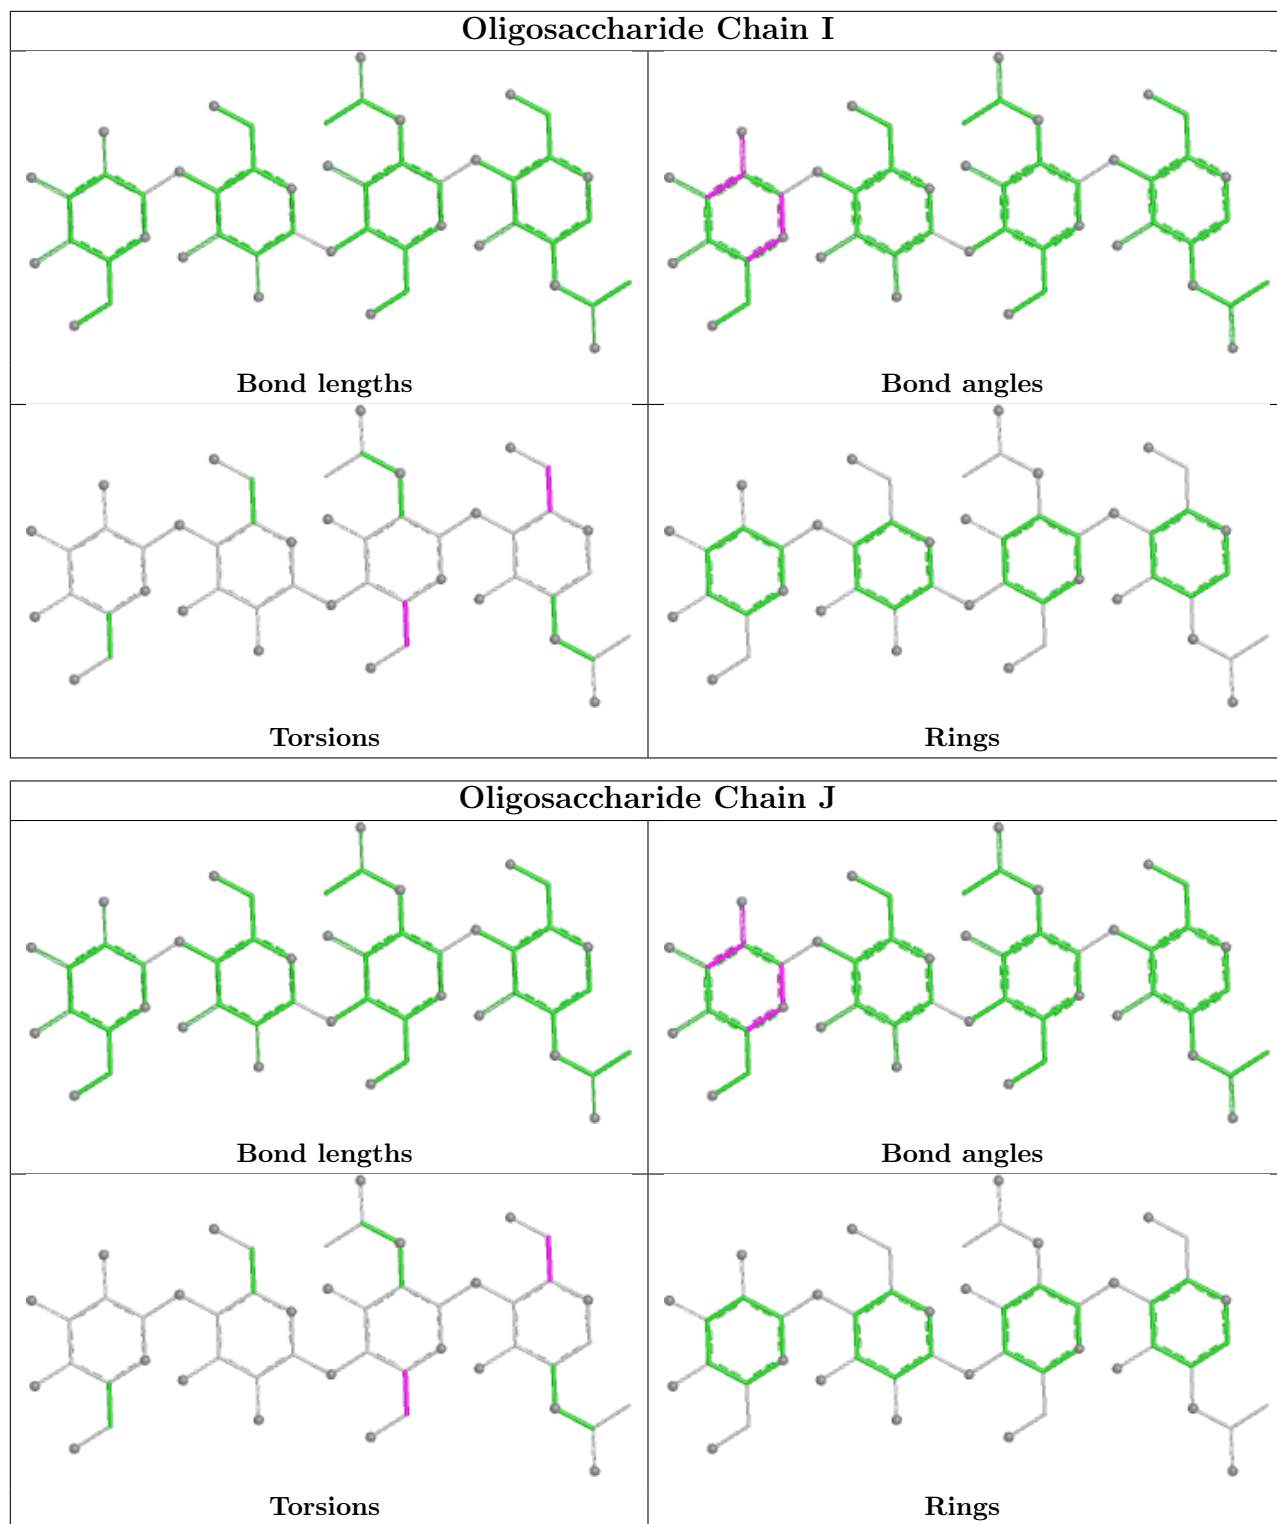 Oligosaccharide Chain I
Bond lengths
Bond angles
Torsions
Rings
Oligosaccharide Chain J
Bond lengths
Bond angles
Torsions
Rings